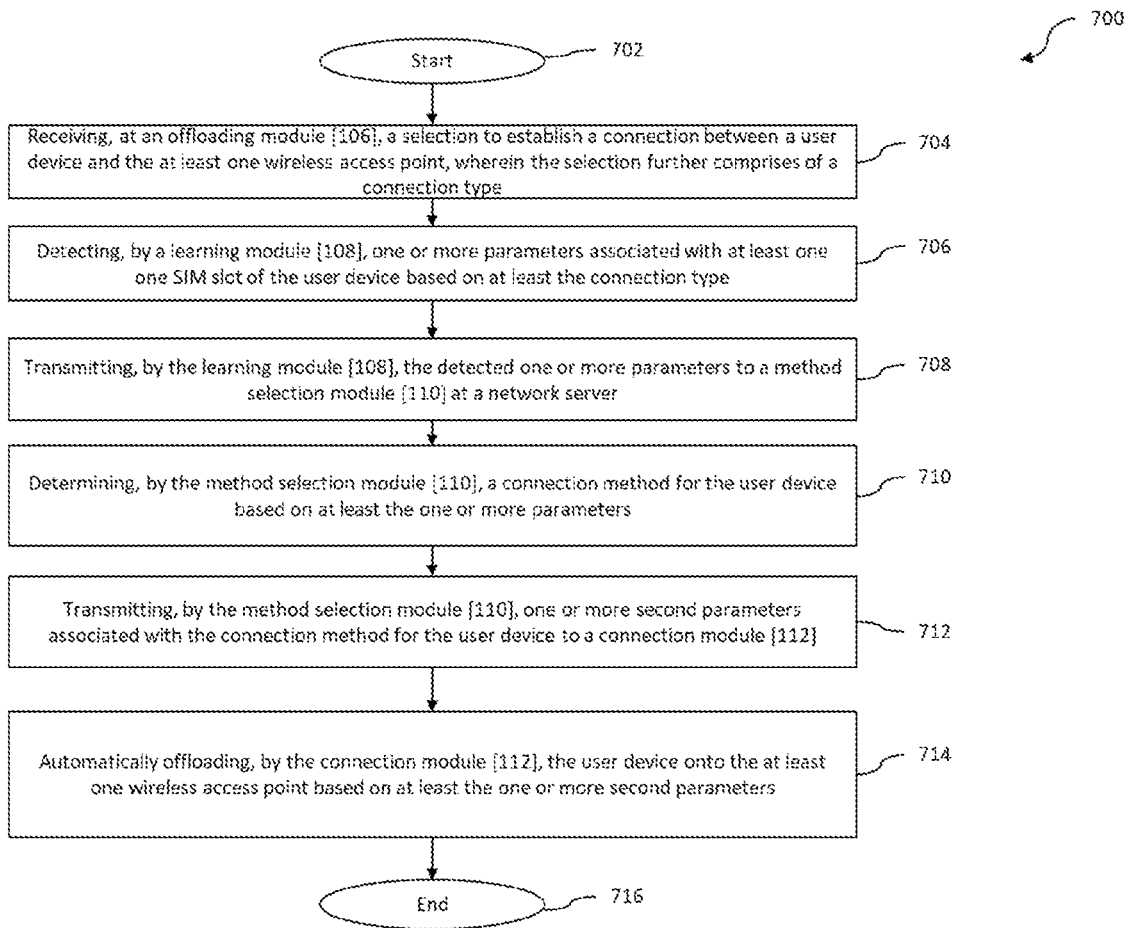 700
Start
702
Receiving, at an offloading module [106], a selection to establish a connection between a user
device and the at least one wireless access point, wherein the selection further comprises of a
connection type
704
Detecting, by a learning module [108], one or more parameters associated with at least one
one SIM slot of the user device based on at least the connection type
706
Transmitting, by the learning module [108], the detected one or more parameters to a method
selection module [110] at a network server
708
Determining, by the method selection module [110], a connection method for the user device
based on at least the one or more parameters
710
Transmitting, by the method selection module [110], one or more second parameters
associated with the connection method for the user device to a connection module [112]
712
Automatically offloading, by the connection module [112], the user device onto the at least
one wireless access point based on at least the one or more second parameters
714
End
716